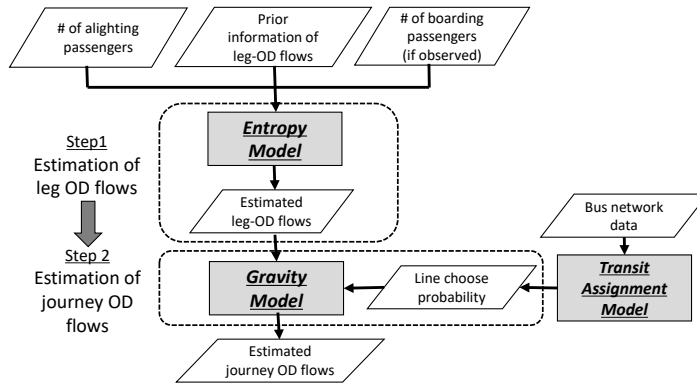 # of alighting
passengers
Prior
information of
leg-OD flows
# of boarding
passengers
(if observed)
Entropy
Model
Step1
Estimation of
leg OD flows
Estimated
leg-OD flows
Bus network
data
Step 2
Estimation of
journey OD
flows
Gravity
Model
Line choose
probability
Transit
Assignment
Model
Estimated
journey OD flows